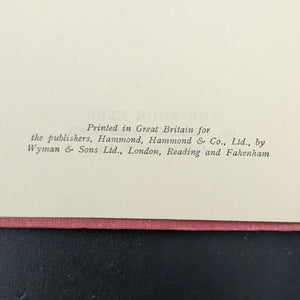 Printed in Great Britain for
the publishers, Hammond, Hammond & Co., Ltd., by
Wyman & Sons Ltd., London, Reading and Fakenham